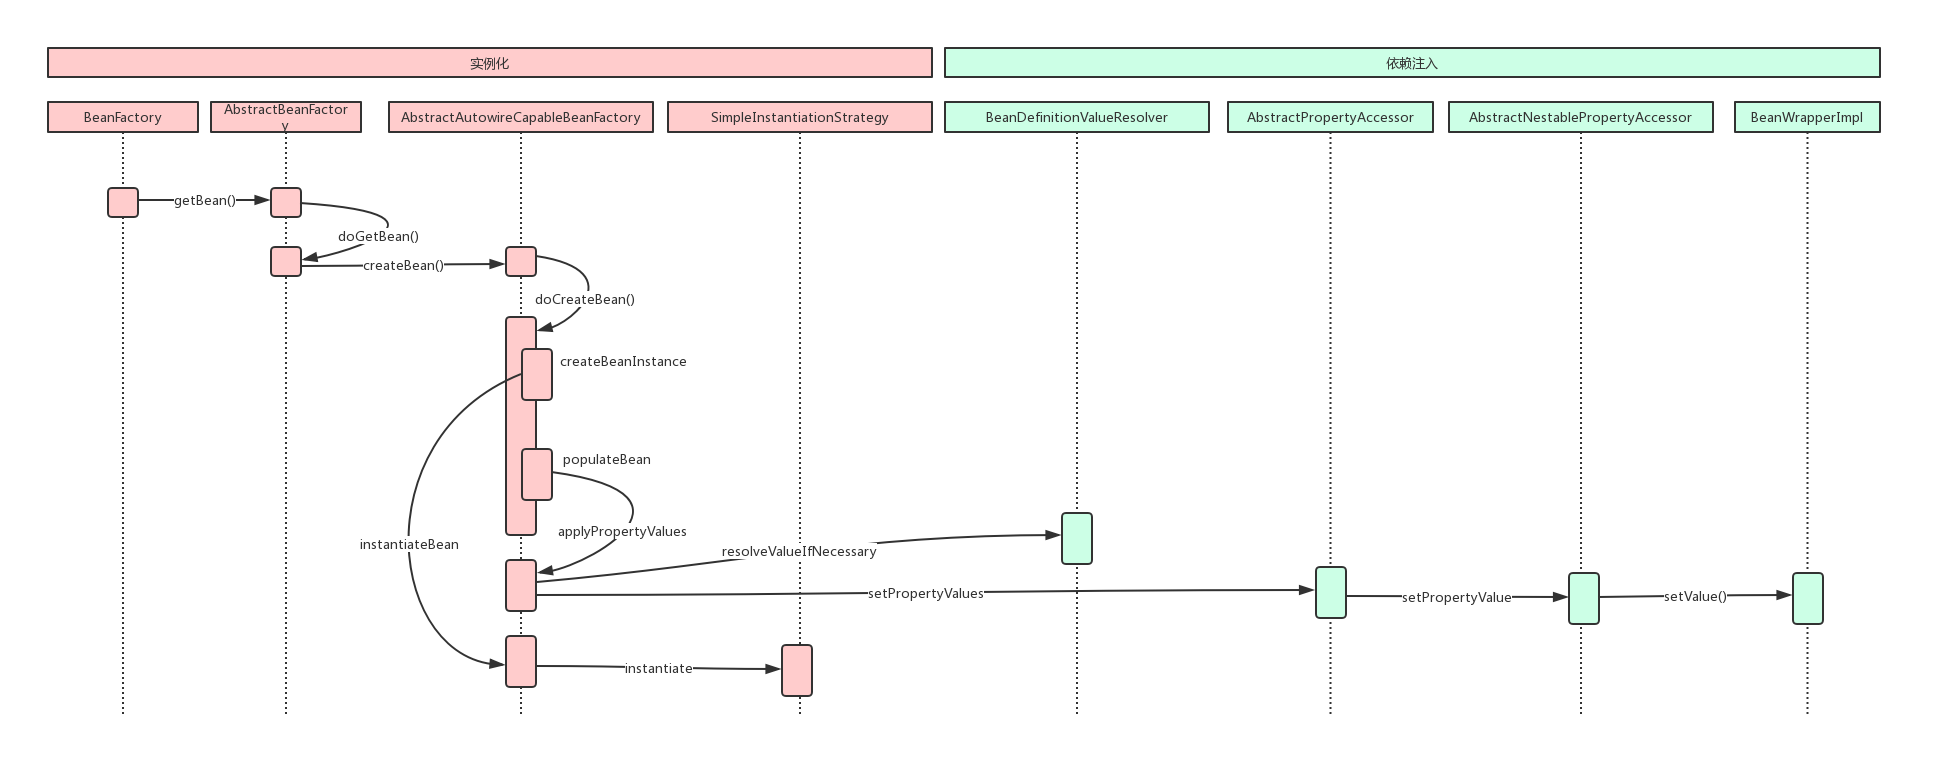 实例化
依赖注入
BeanFactory
AbstractBeanFactor
y
AbstractAutowireCapableBeanFactory
SimpleInstantiationStrategy
BeanDefinitionValueResolver
AbstractPropertyAccessor
AbstractNestablePropertyAccessor
BeanWrapperImpl
getBean()
doGetBean()
createBean()
doCreateBean()
createBeanInstance
populateBean
applyPropertyValues
instantiateBean
resolveValueIfNecessary
setPropertyValues
setPropertyValue
setValue()
instantiate